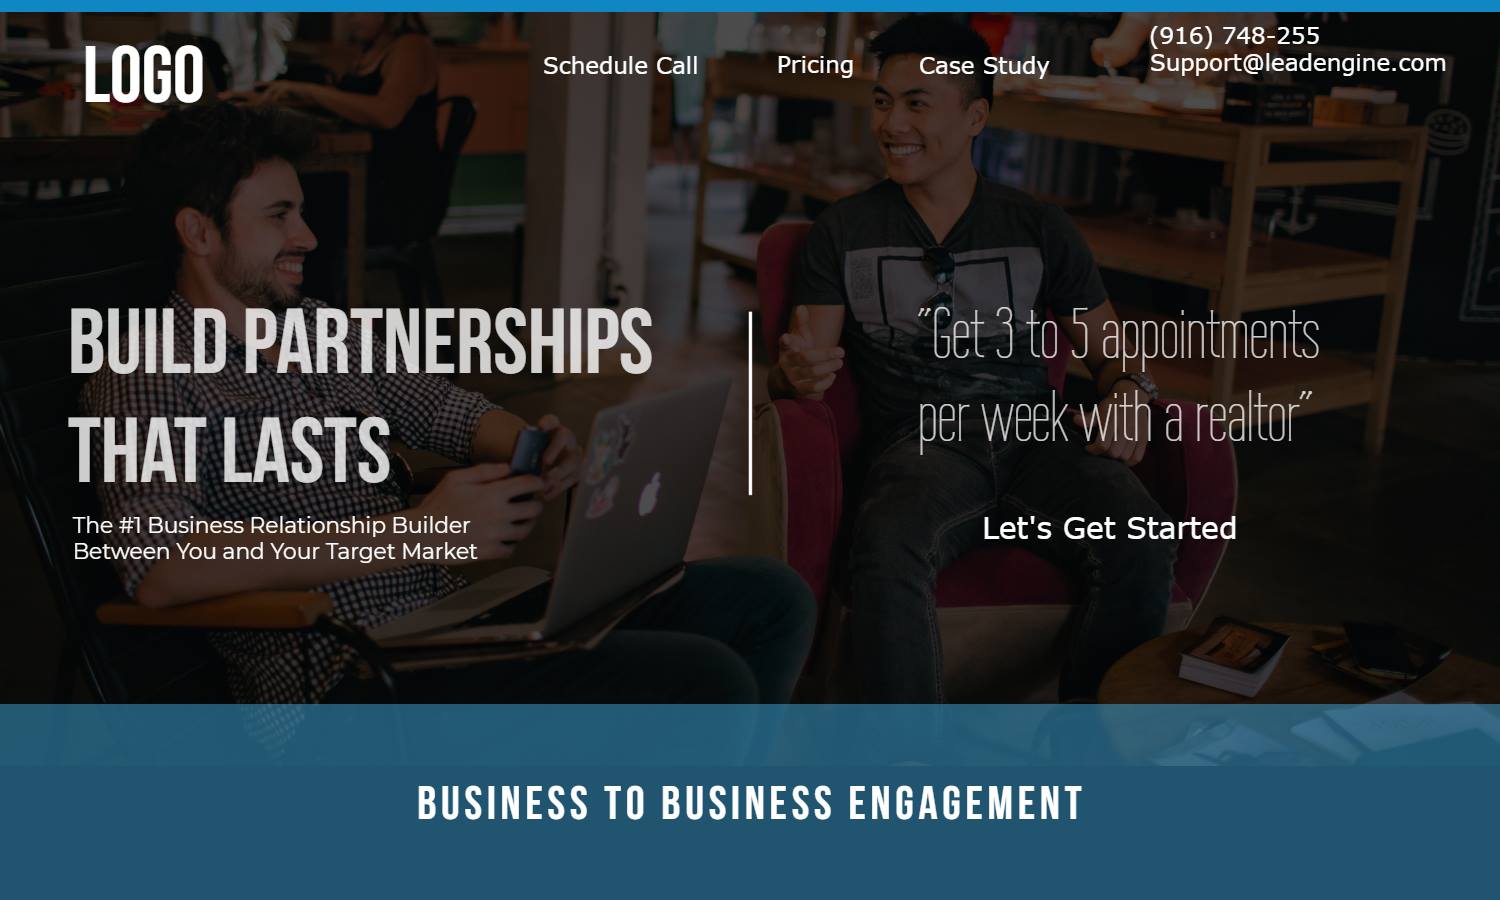 LOGO
Schedule Call
Pricing
Case Study
(916) 748-255
Support@leadengine.com
BUILD PARTNERSHIPS
THAT LASTS
The #1 Business Relationship Builder
Between You and Your Target Market
"Get 3 to 5 appointments
per week with a realtor"
Let's Get Started
BUSINESS TO BUSINESS ENGAGEMENT